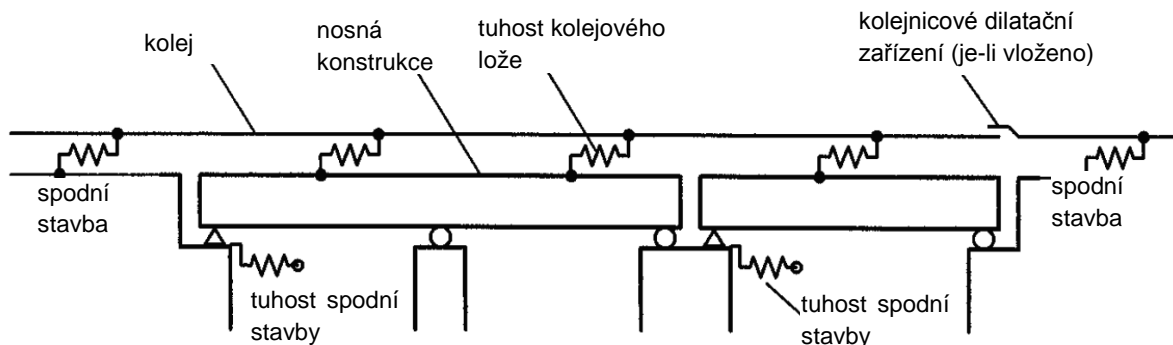 kolej
nosná
konstrukce
tuhost kolejového
lože
kolejnicové dilatační
zařízení (je-li vloženo)
spodní
stavba
spodní
stavba
tuhost spodní
stavby
tuhost spodní
stavby